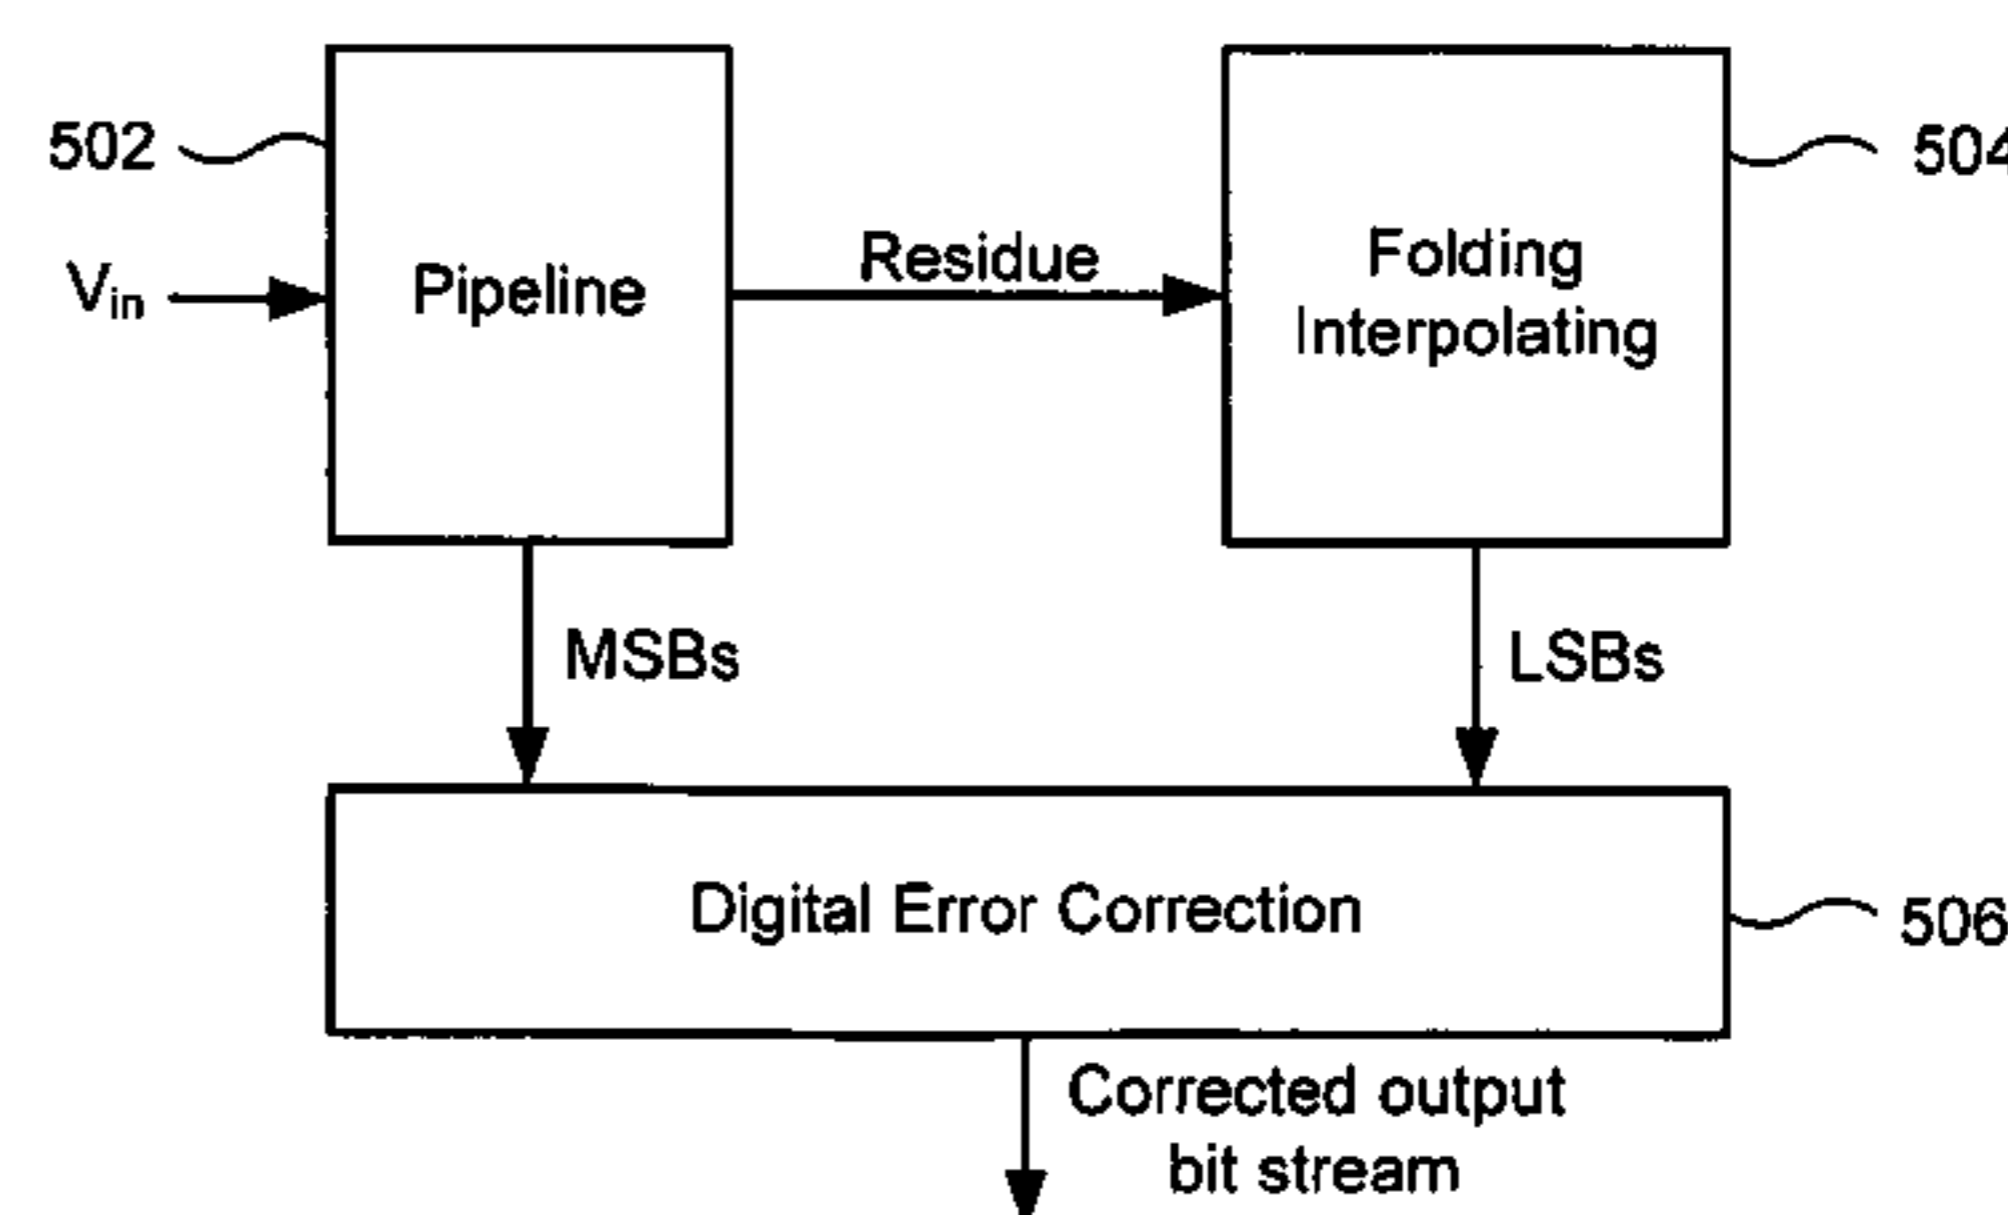 502
504
Vin
Pipeline
Residue
Folding
Interpolating
MSBs
LSBs
Digital Error Correction
506
Corrected output
bit stream